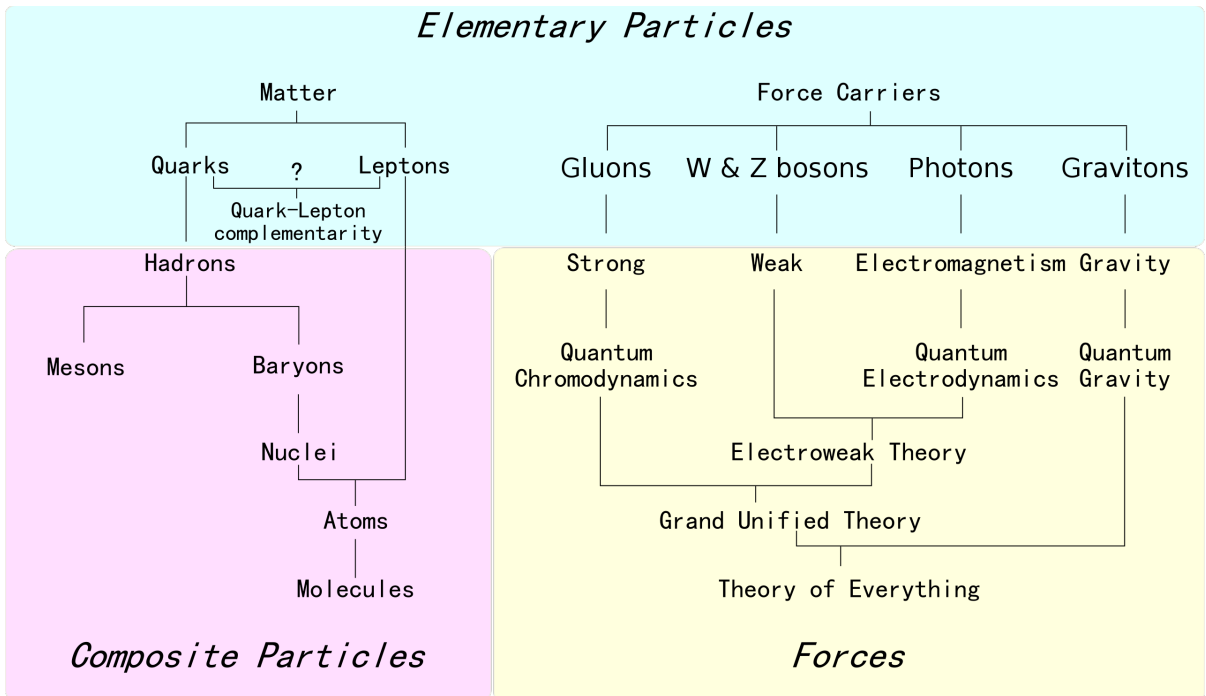 Elementary Particles
Matter
Force Carriers
Quarks
?
Leptons
Gluons
W & Z bosons
Photons
Gravitons
Quark-Lepton
complementarity
Hadrons
Strong
Weak
Electromagnetism
Gravity
Mesons
Baryons
Quantum
Chromodynamics
Quantum
Electrodynamics
Quantum
Gravity
Nuclei
Electroweak Theory
Atoms
Grand Unified Theory
Molecules
Theory of Everything
Composite Particles
Forces